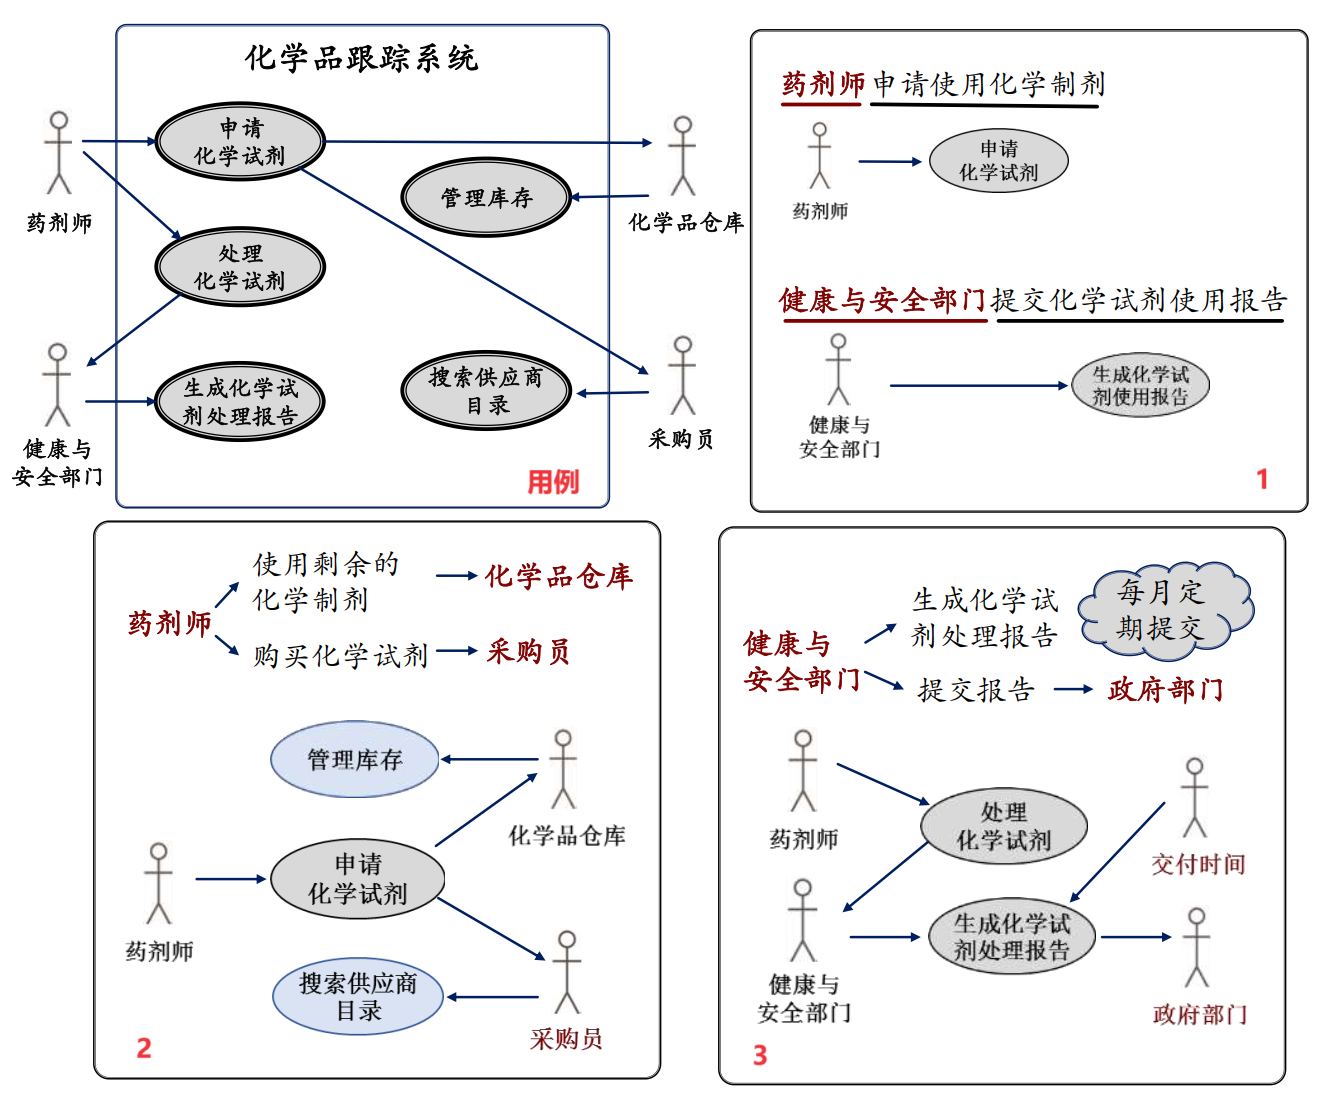 化学品跟踪系统
申请
化学试剂
管理库存
药剂师
化学品仓库
处理
化学试剂
生成化学试
剂处理报告
搜索供应商
目录
健康与
安全部门
采购员
用例
药剂师申请使用化学制剂
申请
化学试剂
药剂师
健康与安全部门提交化学试剂使用报告
生成化学试
剂使用报告
健康与
安全部门
1
使用剩余的
化学制剂
化学品仓库
药剂师
购买化学试剂
采购员
管理库存
化学品仓库
申请
化学试剂
药剂师
搜索供应商
目录
采购员
2
生成化学试
剂处理报告
每月定
期提交
健康与
安全部门
提交报告
政府部门
药剂师
处理
化学试剂
交付时间
生成化学试
剂处理报告
健康与
安全部门
政府部门
3